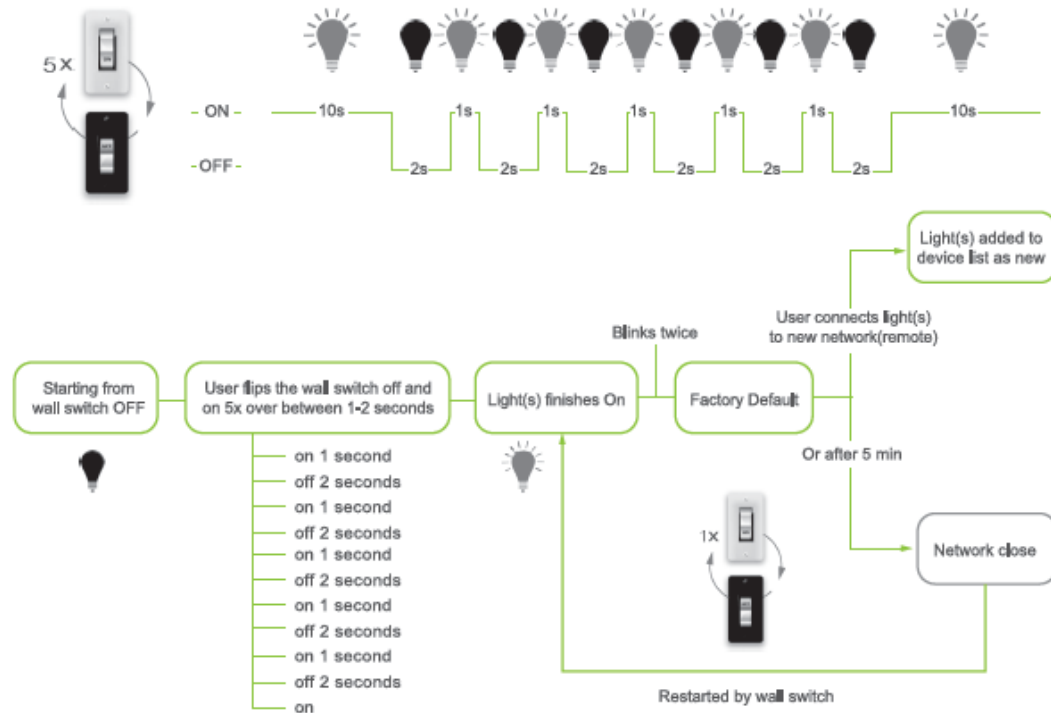 5x
ON
10s
1s
1s
1s
1s
1s
10s
OFF
2s
2s
2s
2s
2s
2s
Light(s) added to
device list as new
User connects light(s)
to new network(remote)
Blinks twice
Starting from
wall switch OFF
User flips the wall switch off and
on 5x over between 1-2 seconds
Light(s) finishes On
Factory Default
Or after 5 min
on 1 second
off 2 seconds
on 1 second
off 2 seconds
on 1 second
off 2 seconds
on 1 second
off 2 seconds
on 1 second
off 2 seconds
on
1x
Network close
Restarted by wall switch